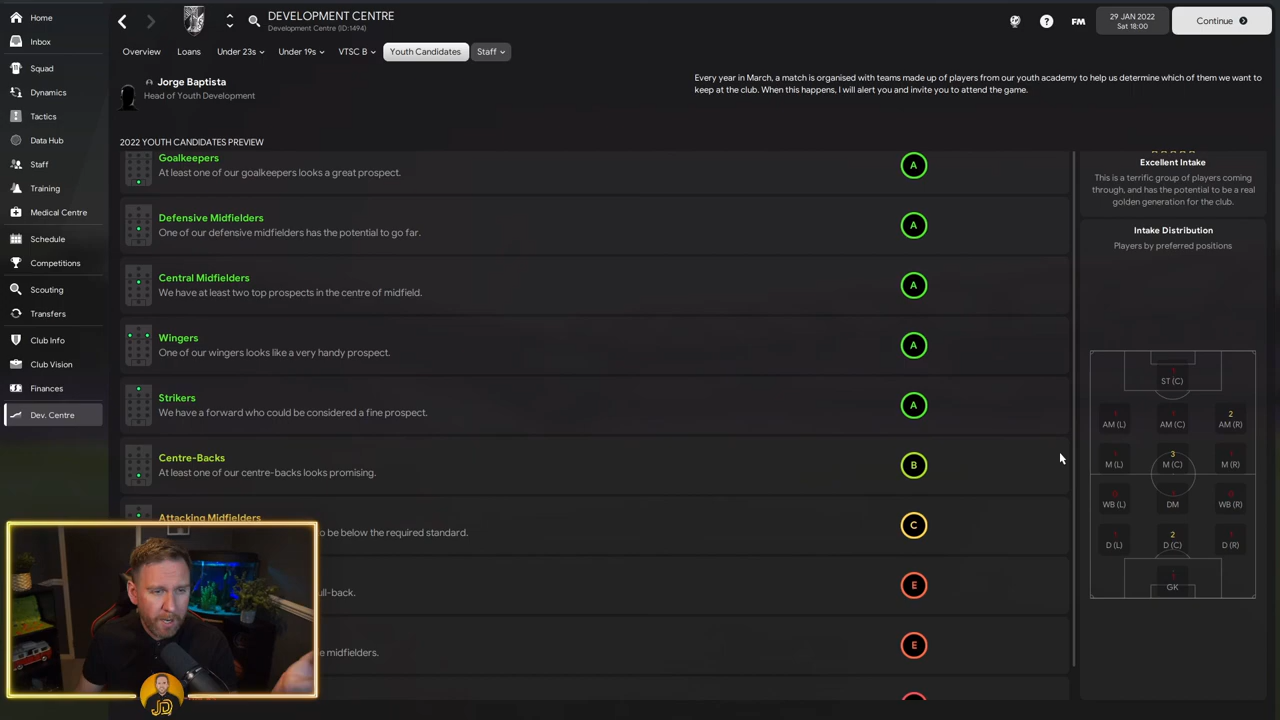 DEVELOPMENT CENTRE
Development Centre (ID:1494)
FM
29 JAN 2022
Sat 18:00
Continue
Home
Inbox
Squad
Dynamics
Tactics
Data Hub
Staff
Training
Medical Centre
Schedule
Competitions
Scouting
Transfers
Club Info
Club Vision
Finances
Dev. Centre
Overview
Loans
Under 23s
Under 19s
VTSC B
Youth Candidates
Staff
Jorge Baptista
Head of Youth Development
Every year in March, a match is organised with teams made up of players from our youth academy to help us determine which of them we want to
keep at the club. When this happens, I will alert you and invite you to attend the game.
2022 YOUTH CANDIDATES PREVIEW
Goalkeepers
At least one of our goalkeepers looks a great prospect.
A
Defensive Midfielders
One of our defensive midfielders has the potential to go far.
A
Central Midfielders
We have at least two top prospects in the centre of midfield.
A
Wingers
One of our wingers looks like a very handy prospect.
A
Strikers
We have a forward who could be considered a fine prospect.
A
Centre-Backs
At least one of our centre-backs looks promising.
B
Attacking Midfielders
o be below the required standard.
C
ull-back.
E
e midfielders.
E
Excellent Intake
This is a terrific group of players coming
through, and has the potential to be a real
golden generation for the club.
Intake Distribution
Players by preferred positions
ST (C)
2
AM (L) AM (C) AM (R)
3
M (L) M (C) M (R)
WB (L) DM WB (R)
2
D (L) D (C) D (R)
GK
JD